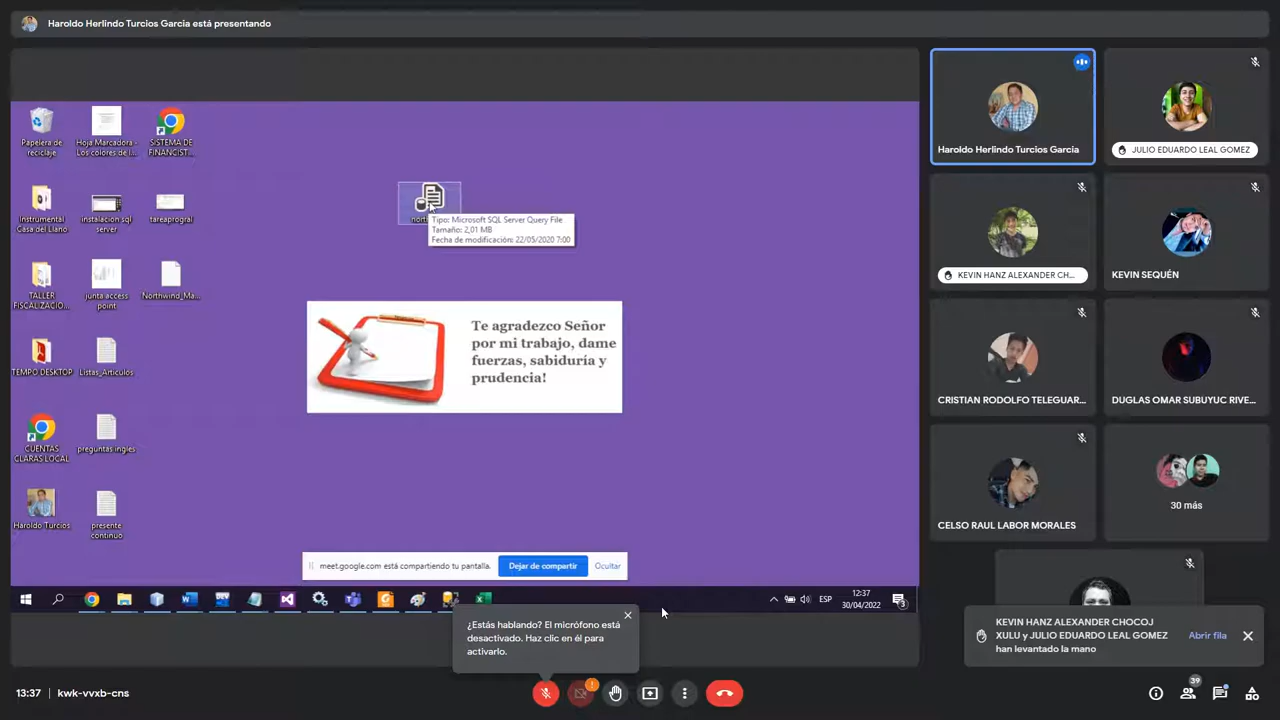 Haroldo Herlindo Turcios Garcia está presentando
Papelera de
reciclaje
Hoja Marcadora -
Los colores de l...
SISTEMA DE
FINANCIST...
Instrumental
Casa del Llano
instalacion sql
server
tareaprogral
TALLER
FISCALIZACIO...
junta access
point
Northwind_Ma...
TEMPO DESKTOP
Listas_Articulos
CUENTAS
CLARAS LOCAL
preguntas ingles
Haroldo Turcios
presente
continuo
Tipo: Microsoft SQL Server Query File
Tamaño: 2,01 MB
Fecha de modificación: 22/05/2020 7:00
Te agradezco Señor
por mi trabajo, dame
fuerzas, sabiduría y
prudencia!
meet.google.com está compartiendo tu pantalla.
Dejar de compartir
Ocultar
ESP
12:37
30/04/2022
3
¿Estás hablando? El micrófono está
desactivado. Haz clic en él para
activarlo.
Haroldo Herlindo Turcios Garcia
JULIO EDUARDO LEAL GOMEZ
KEVIN HANZ ALEXANDER CH...
KEVIN SEQUÉN
CRISTIAN RODOLFO TELEGUAR...
DUGLAS OMAR SUBUYUC RIVE...
CELSO RAUL LABOR MORALES
30 más
KEVIN HANZ ALEXANDER CHOCOJ
XULU y JULIO EDUARDO LEAL GOMEZ
han levantado la mano
Abrir fila
13:37
kwk-vvxb-cns
39